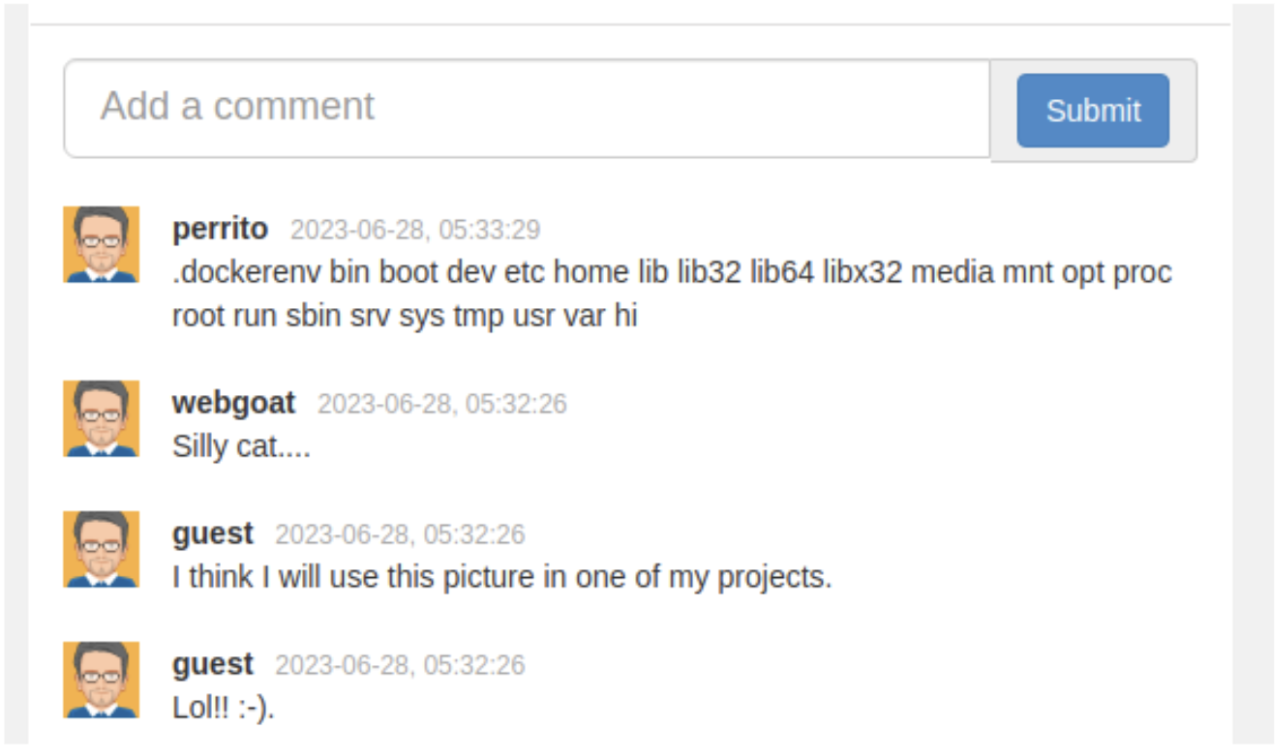 Add a comment
Submit
perrito 2023-06-28, 05:33:29
.dockerenv bin boot dev etc home lib lib32 lib64 libx32 media mnt opt proc
root run sbin srv sys tmp usr var hi
webgoat 2023-06-28, 05:32:26
Silly cat....
guest 2023-06-28, 05:32:26
I think I will use this picture in one of my projects.
guest 2023-06-28, 05:32:26
Lol!! :-).